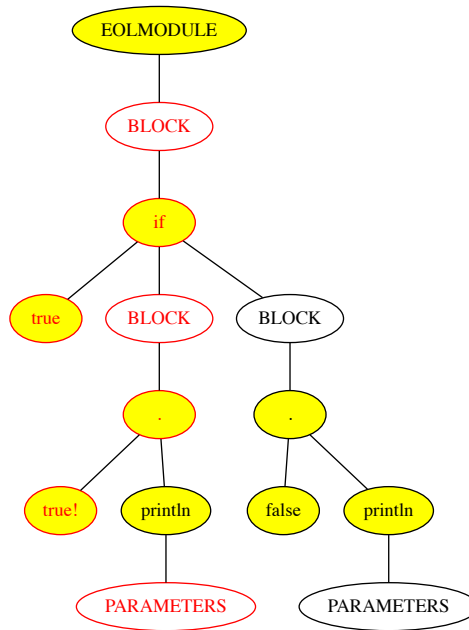 EOLMODULE
BLOCK
if
true
BLOCK
BLOCK
.
.
true!
println
false
println
PARAMETERS
PARAMETERS